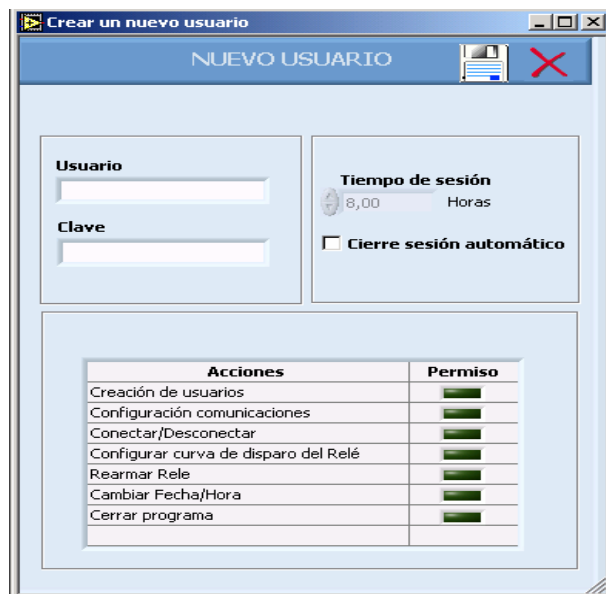 Crear un nuevo usuario
NUEVO USUARIO
Usuario
Clave
Tiempo de sesión
8,00 Horas
Cierre sesión automático
Acciones Permiso
Creación de usuarios
Configuración comunicaciones
Conectar/Desconectar
Configurar curva de disparo del Relé
Rearmar Rele
Cambiar Fecha/Hora
Cerrar programa